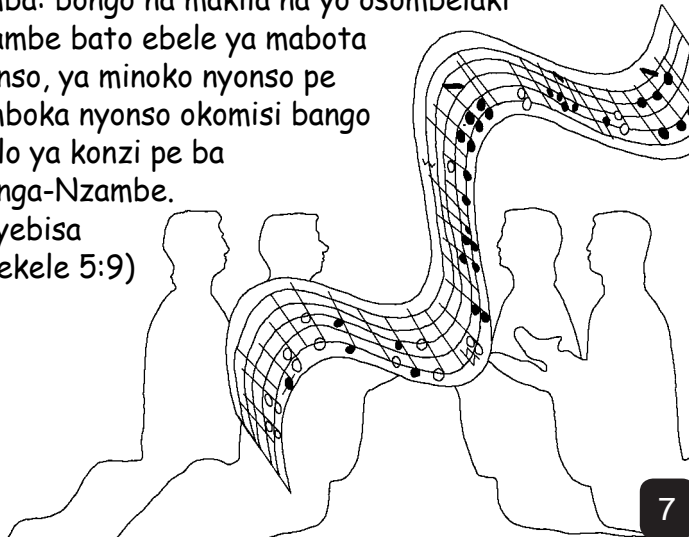 mba: bongo na makila na yo osombelaki
ambe bato ebele ya mabota
nso, ya minoko nyonso pe
mboka nyonso okomisi bango
lo ya konzi pe ba
nga-Nzambe.
yebisa
ekele 5:9)
7